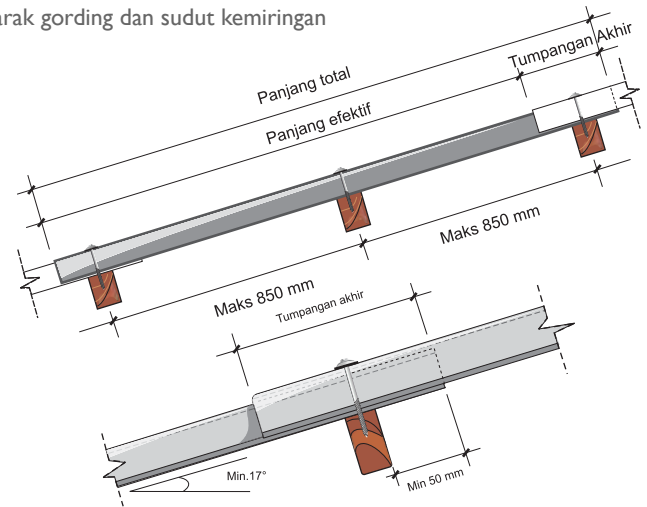 arak gording dan sudut kemiringan
Panjang total
Tumpangan Akhir
Panjang efektif
Maks 850 mm
Maks 850 mm
Tumpangan akhir
Min.17°
Min 50 mm